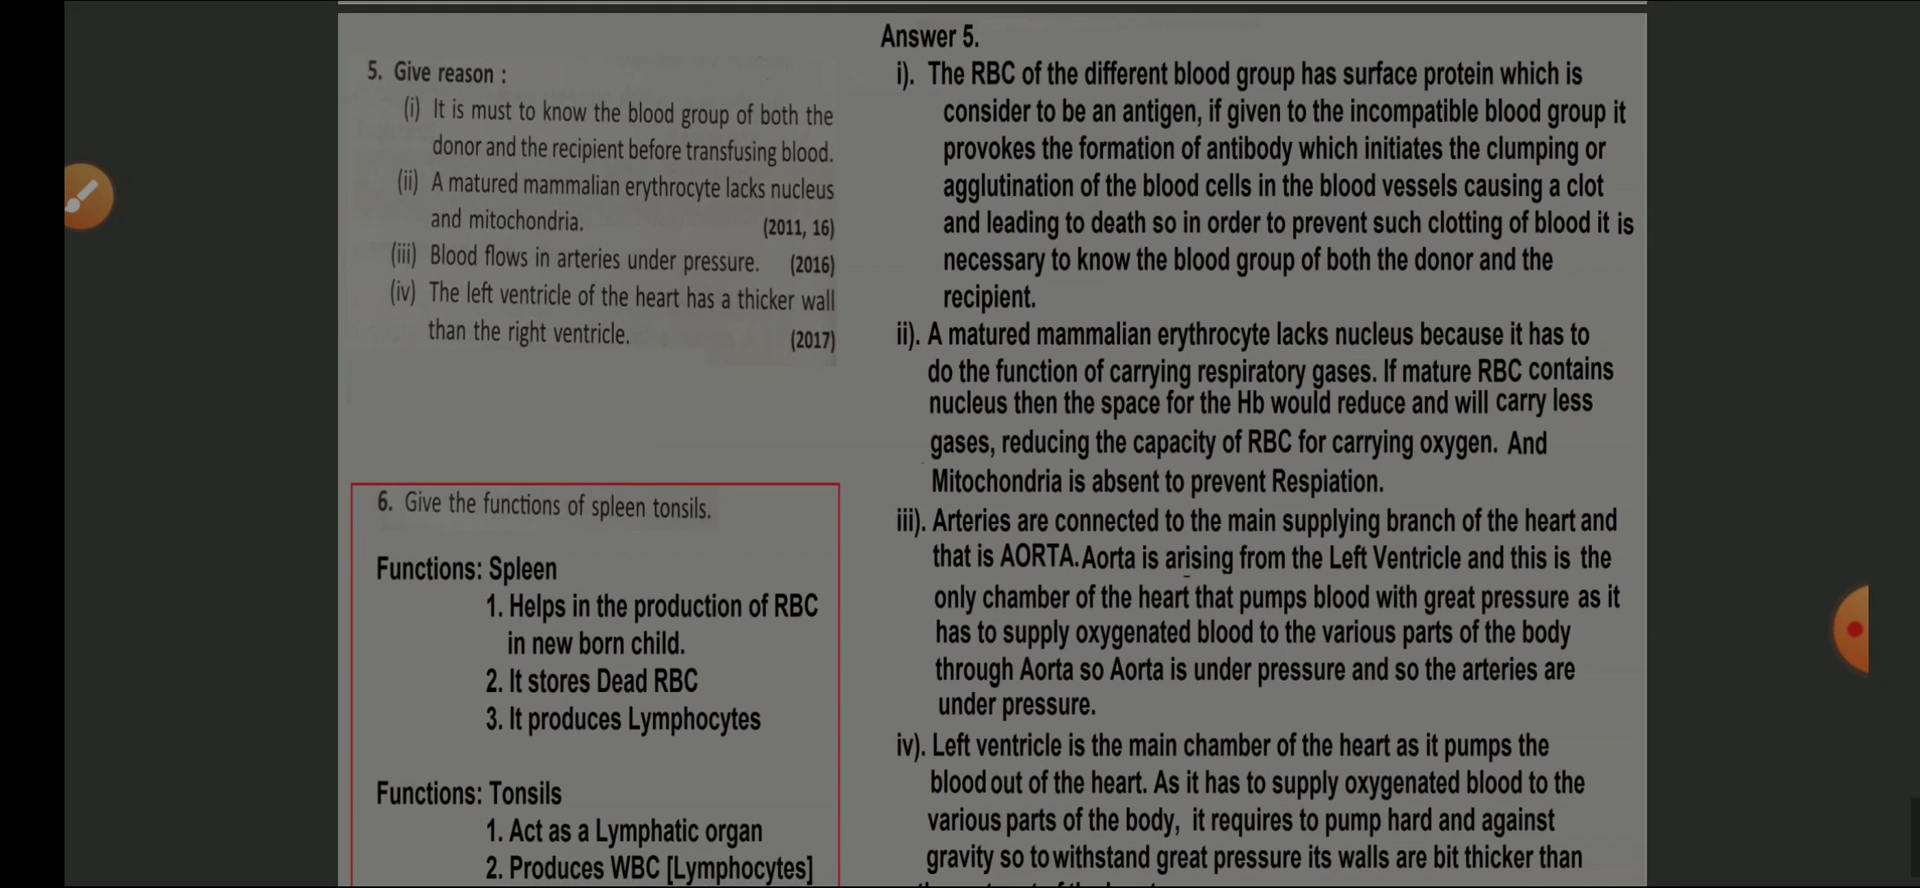 5. Give reason :
(i) It is must to know the blood group of both the
donor and the recipient before transfusing blood.
(ii) A matured mammalian erythrocyte lacks nucleus
and mitochondria. (2011, 16)
(iii) Blood flows in arteries under pressure. (2016)
(iv) The left ventricle of the heart has a thicker wall
than the right ventricle. (2017)
6. Give the functions of spleen tonsils.
Functions: Spleen
1. Helps in the production of RBC
in new born child.
2. It stores Dead RBC
3. It produces Lymphocytes
Functions: Tonsils
1. Act as a Lymphatic organ
2. Produces WBC [Lymphocytes]
Answer 5.
i). The RBC of the different blood group has surface protein which is
consider to be an antigen, if given to the incompatible blood group it
provokes the formation of antibody which initiates the clumping or
agglutination of the blood cells in the blood vessels causing a clot
and leading to death so in order to prevent such clotting of blood it is
necessary to know the blood group of both the donor and the
recipient.
ii). A matured mammalian erythrocyte lacks nucleus because it has to
do the function of carrying respiratory gases. If mature RBC contains
nucleus then the space for the Hb would reduce and will carry less
gases, reducing the capacity of RBC for carrying oxygen. And
Mitochondria is absent to prevent Respiation.
iii). Arteries are connected to the main supplying branch of the heart and
that is AORTA. Aorta is arising from the Left Ventricle and this is the
only chamber of the heart that pumps blood with great pressure as it
has to supply oxygenated blood to the various parts of the body
through Aorta so Aorta is under pressure and so the arteries are
under pressure.
iv). Left ventricle is the main chamber of the heart as it pumps the
blood out of the heart. As it has to supply oxygenated blood to the
various parts of the body, it requires to pump hard and against
gravity so to withstand great pressure its walls are bit thicker than